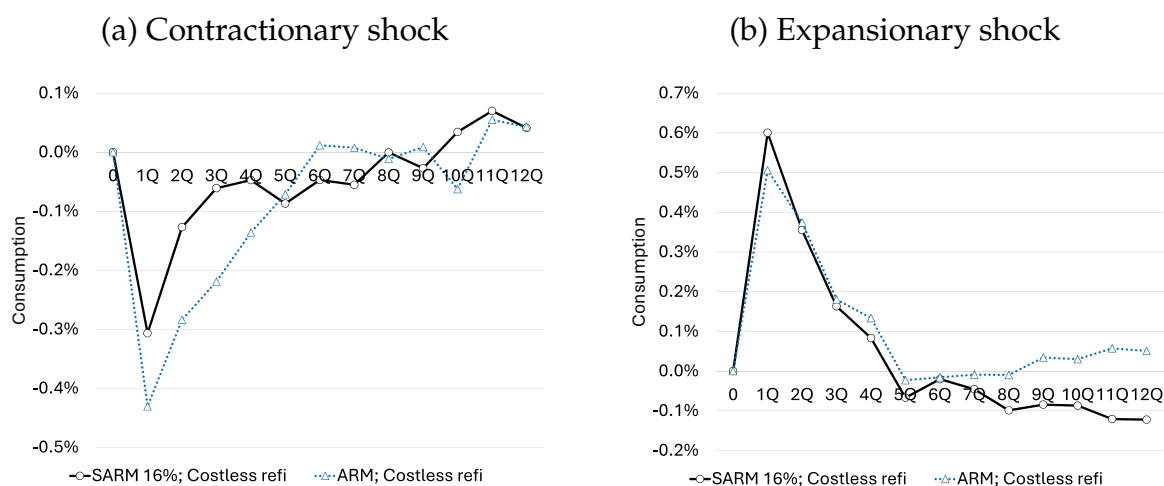 (a) Contractionary shock
0.1%
0.0%
-0.1%
-0.2%
-0.3%
-0.4%
-0.5%
Consumption
0 1Q 2Q 3Q 4Q 5Q 6Q 7Q 8Q 9Q 10Q 11Q 12Q
SARM 16%; Costless refi ARM; Costless refi
(b) Expansionary shock
0.7%
0.6%
0.5%
0.4%
0.3%
0.2%
0.1%
0.0%
-0.1%
-0.2%
Consumption
0 1Q 2Q 3Q 4Q 5Q 6Q 7Q 8Q 9Q 10Q 11Q 12Q
SARM 16%; Costless refi ARM; Costless refi